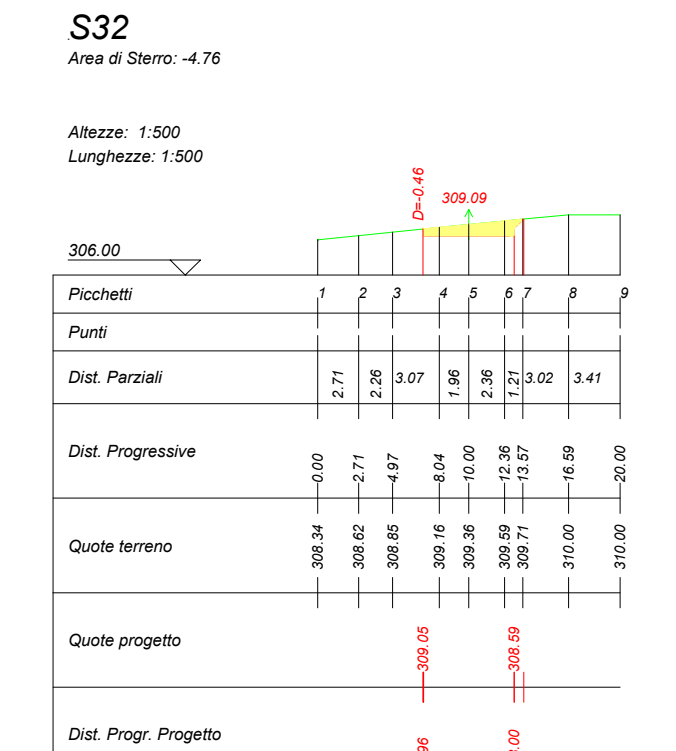 S32
Area di Sterro: -4.76
Altezze: 1:500
Lunghezze: 1:500
D=-0.46
309.09
306.00
Picchetti 1 2 3 4 5 6 7 8 9
Punti
Dist. Parziali 2.71 2.26 3.07 1.96 2.36 1.21 3.02 3.41
Dist. Progressive 0.00 2.71 4.97 8.04 10.00 12.36 13.57 16.59 20.00
Quote terreno 308.34 308.62 308.85 309.16 309.36 309.59 309.71 310.00 310.00
Quote progetto 309.05 308.59
Dist. Progr. Progetto